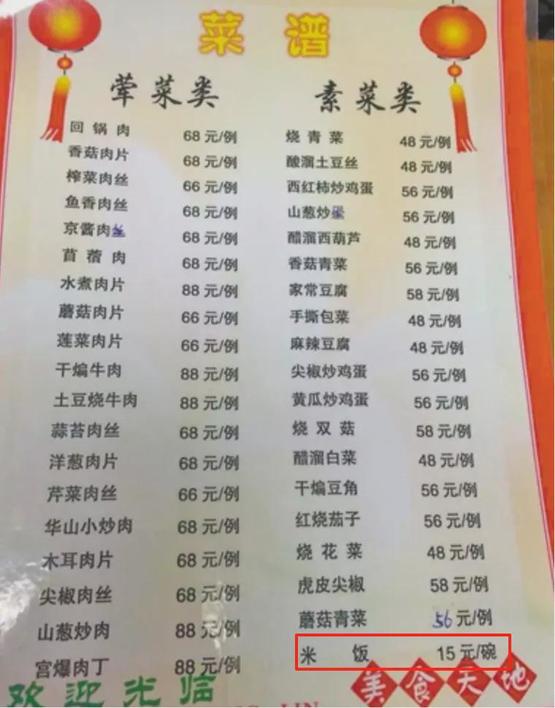 菜谱
荤菜类
回锅肉 68元/例
香菇肉片 68元/例
榨菜肉丝 66元/例
鱼香肉丝 68元/例
京酱肉丝 68元/例
苜蓿肉 68元/例
水煮肉片 88元/例
蘑菇肉片 66元/例
莲菜肉片 66元/例
干煸牛肉 88元/例
土豆烧牛肉 88元/例
蒜苔肉丝 68元/例
洋葱肉片 68元/例
芹菜肉丝 66元/例
华山小炒肉 68元/例
木耳肉片 68元/例
尖椒肉丝 68元/例
山葱炒肉 88元/例
宫爆肉丁 88元/例
素菜类
烧青菜 48元/例
酸溜土豆丝 48元/例
西红柿炒鸡蛋 56元/例
山葱炒蛋 56元/例
醋溜西葫芦 48元/例
香菇青菜 56元/例
家常豆腐 58元/例
手撕包菜 48元/例
麻辣豆腐 48元/例
尖椒炒鸡蛋 56元/例
黄瓜炒鸡蛋 56元/例
烧双菇 58元/例
醋溜白菜 48元/例
干煸豆角 56元/例
红烧茄子 56元/例
烧花菜 48元/例
虎皮尖椒 58元/例
蘑菇青菜 56元/例
米饭 15元/碗
欢迎光临
美食天地